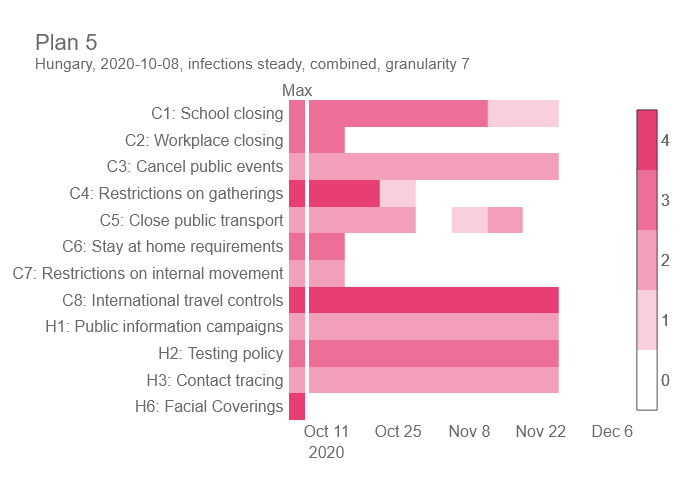 Plan 5
Hungary, 2020-10-08, infections steady, combined, granularity 7
Max
C1: School closing
C2: Workplace closing
C3: Cancel public events
C4: Restrictions on gatherings
C5: Close public transport
C6: Stay at home requirements
C7: Restrictions on internal movement
C8: International travel controls
H1: Public information campaigns
H2: Testing policy
H3: Contact tracing
H6: Facial Coverings
4
3
2
1
0
Oct 11 Oct 25 Nov 8 Nov 22 Dec 6
2020